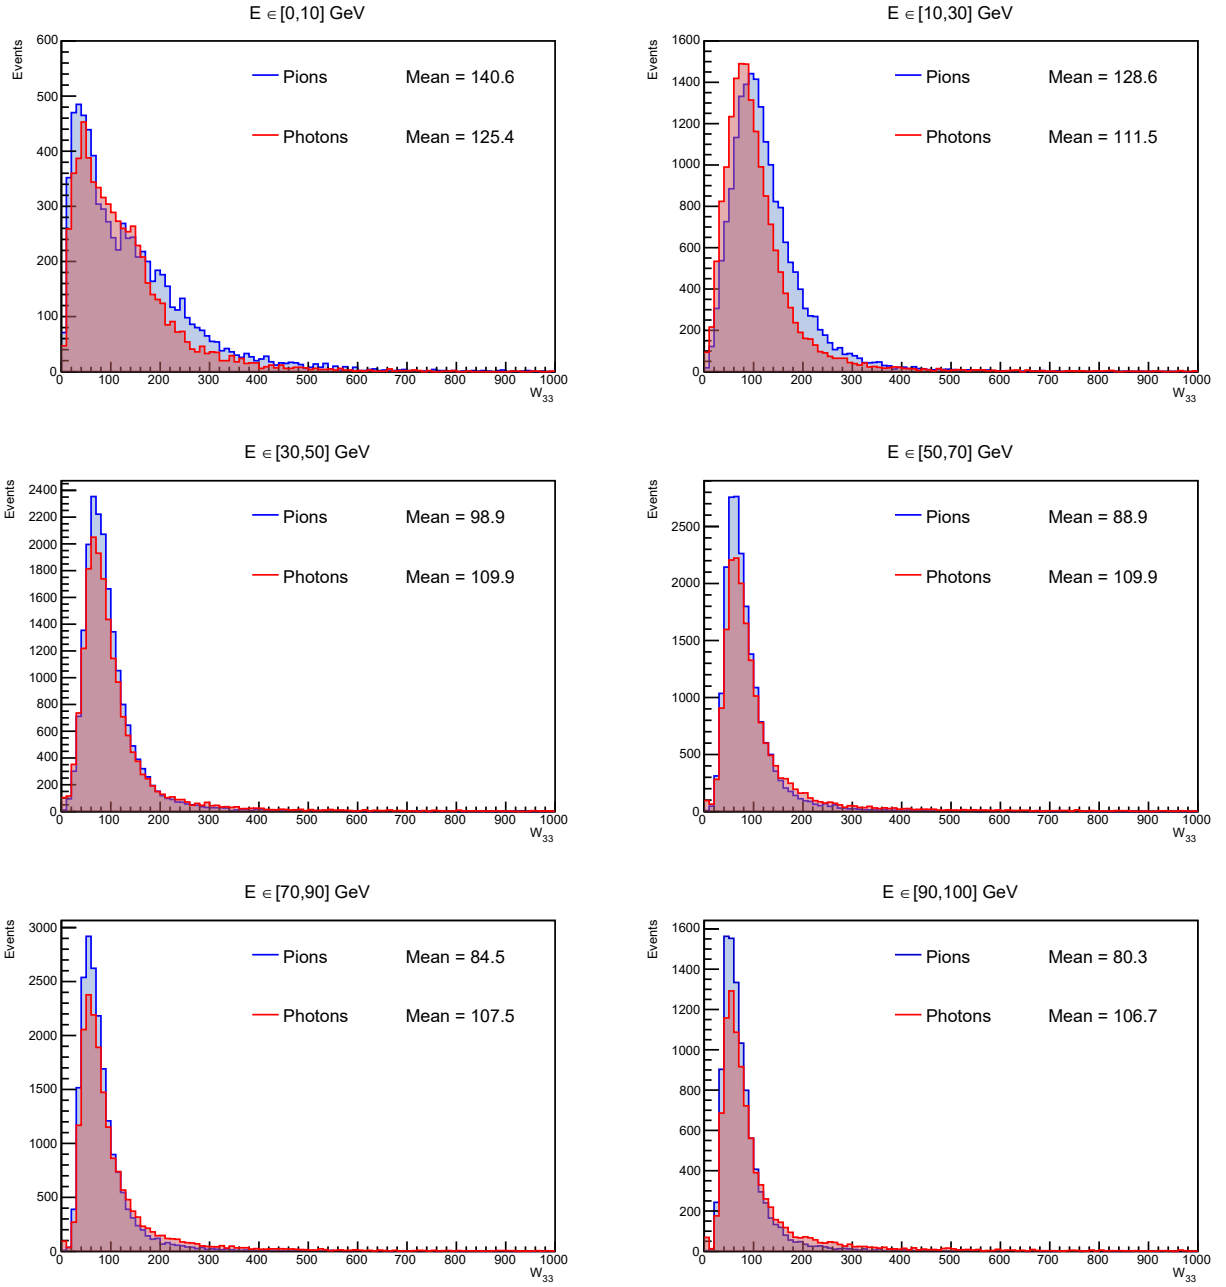 E ∈ [0,10] GeV
Events
600
500
400
300
200
100
0
Pions Mean = 140.6
Photons Mean = 125.4
0 100 200 300 400 500 600 700 800 900 1000
W33
E ∈ [10,30] GeV
Events
1600
1400
1200
1000
800
600
400
200
0
Pions Mean = 128.6
Photons Mean = 111.5
0 100 200 300 400 500 600 700 800 900 1000
W33
E ∈ [30,50] GeV
Events
2400
2200
2000
1800
1600
1400
1200
1000
800
600
400
200
0
Pions Mean = 98.9
Photons Mean = 109.9
0 100 200 300 400 500 600 700 800 900 1000
W33
E ∈ [50,70] GeV
Events
2500
2000
1500
1000
500
0
Pions Mean = 88.9
Photons Mean = 109.9
0 100 200 300 400 500 600 700 800 900 1000
W33
E ∈ [70,90] GeV
Events
3000
2500
2000
1500
1000
500
0
Pions Mean = 84.5
Photons Mean = 107.5
0 100 200 300 400 500 600 700 800 900 1000
W33
E ∈ [90,100] GeV
Events
1600
1400
1200
1000
800
600
400
200
0
Pions Mean = 80.3
Photons Mean = 106.7
0 100 200 300 400 500 600 700 800 900 1000
W33